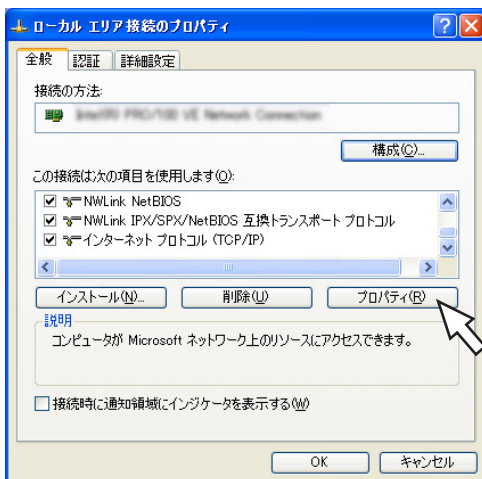 ローカル エリア接続のプロパティ
全般 認証 詳細設定
接続の方法:
Intel(R) PRO/100 VE Network Connection
構成(C)...
この接続は次の項目を使用します(O):
NWLink NetBIOS
NWLink IPX/SPX/NetBIOS 互換トランスポート プロトコル
インターネット プロトコル (TCP/IP)
インストール(N)... 削除(U) プロパティ(R)
説明
コンピュータが Microsoft ネットワーク上のリソースにアクセスできます。
接続時に通知領域にインジケータを表示する(W)
OK キャンセル